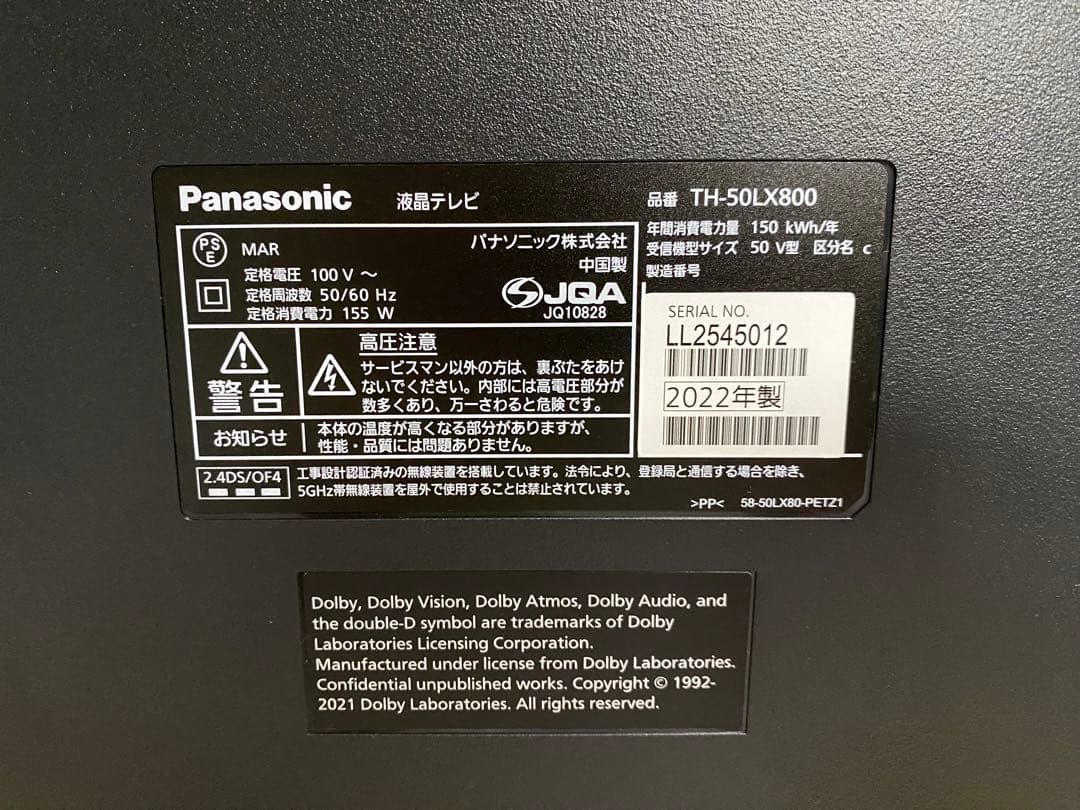 Panasonic 液晶テレビ
品番 TH-50LX800
年間消費電力量 150 kWh/年
受信機型サイズ 50 V型 区分名 c
製造番号
SERIAL NO.
LL2545012
2022年製
PS
E
MAR
パナソニック株式会社
中国製
定格電圧 100 V ～
定格周波数 50/60 Hz
定格消費電力 155 W
JQA
JQ10828
警告
高圧注意
サービスマン以外の方は、裏ぶたをあけ
ないでください。内部には高電圧部分が
数多くあり、万一さわると危険です。
お知らせ
本体の温度が高くなる部分がありますが、
性能・品質には問題ありません。
2.4DS/OF4
工事設計認証済みの無線装置を搭載しています。法令により、登録局と通信する場合を除き、
5GHz帯無線装置を屋外で使用することは禁止されています。
>PP< 58-50LX80-PETZ1
Dolby, Dolby Vision, Dolby Atmos, Dolby Audio, and
the double-D symbol are trademarks of Dolby
Laboratories Licensing Corporation.
Manufactured under license from Dolby Laboratories.
Confidential unpublished works. Copyright © 1992-
2021 Dolby Laboratories. All rights reserved.